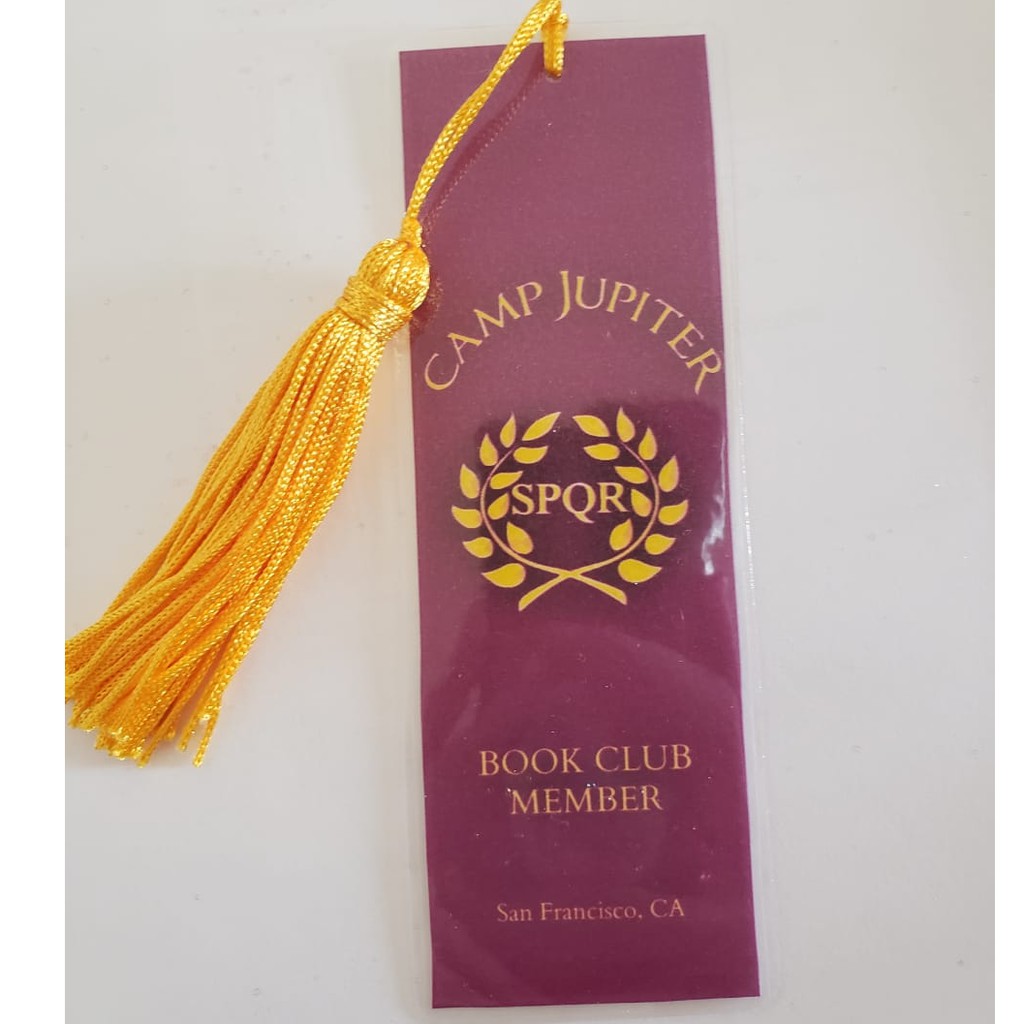 CAMP JUPITER
SPQR
BOOK CLUB
MEMBER
San Francisco, CA